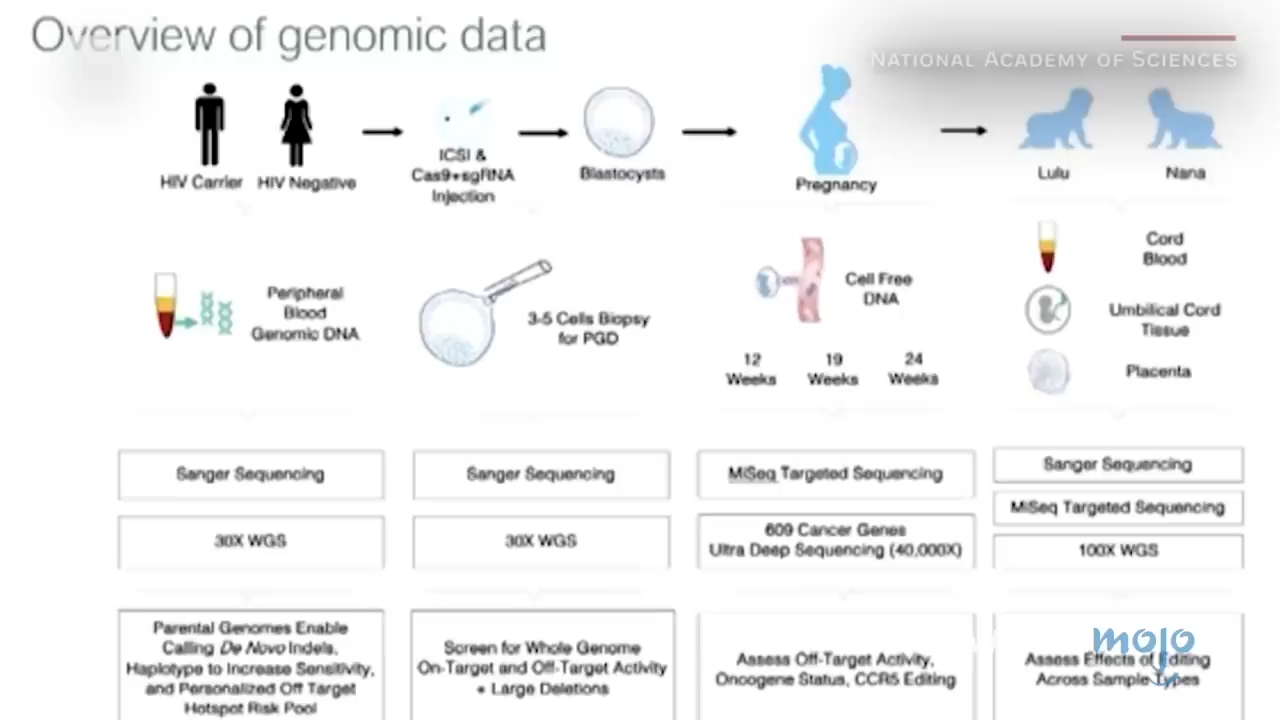 Overview of genomic data
NATIONAL ACADEMY OF SCIENCES
HIV Carrier
HIV Negative
ICSI &
Cas9+sgRNA
Injection
Blastocysts
Pregnancy
Lulu
Nana
Peripheral
Blood
Genomic DNA
3-5 Cells Biopsy
for PGD
Cell Free
DNA
12
Weeks
19
Weeks
24
Weeks
Cord
Blood
Umbilical Cord
Tissue
Placenta
Sanger Sequencing
Sanger Sequencing
MiSeq Targeted Sequencing
Sanger Sequencing
MiSeq Targeted Sequencing
30X WGS
30X WGS
609 Cancer Genes
Ultra Deep Sequencing (40,000X)
100X WGS
Parental Genomes Enable
Calling De Novo Indels,
Haplotype to Increase Sensitivity,
and Personalized Off Target
Hotspot Risk Pool
Screen for Whole Genome
On-Target and Off-Target Activity
+ Large Deletions
Assess Off-Target Activity,
Oncogene Status, CCR5 Editing
Assess Effects of Editing
Across Sample Types
mojo